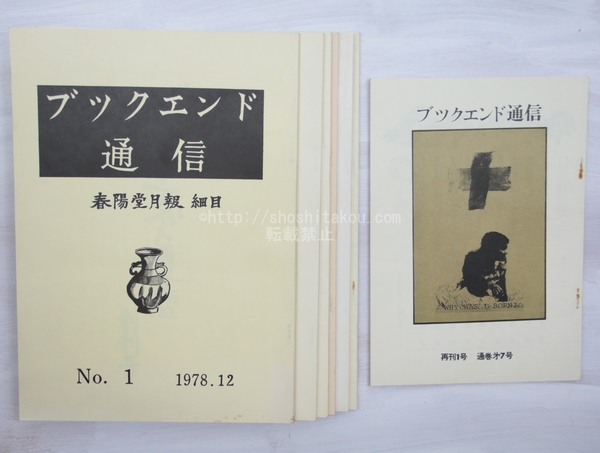 ブックエンド
通信
春陽堂月報 細目
No. 1 1978.12
©http://shoshitakou.com
転載禁止
ブックエンド通信
再刊1号 通巻第7号